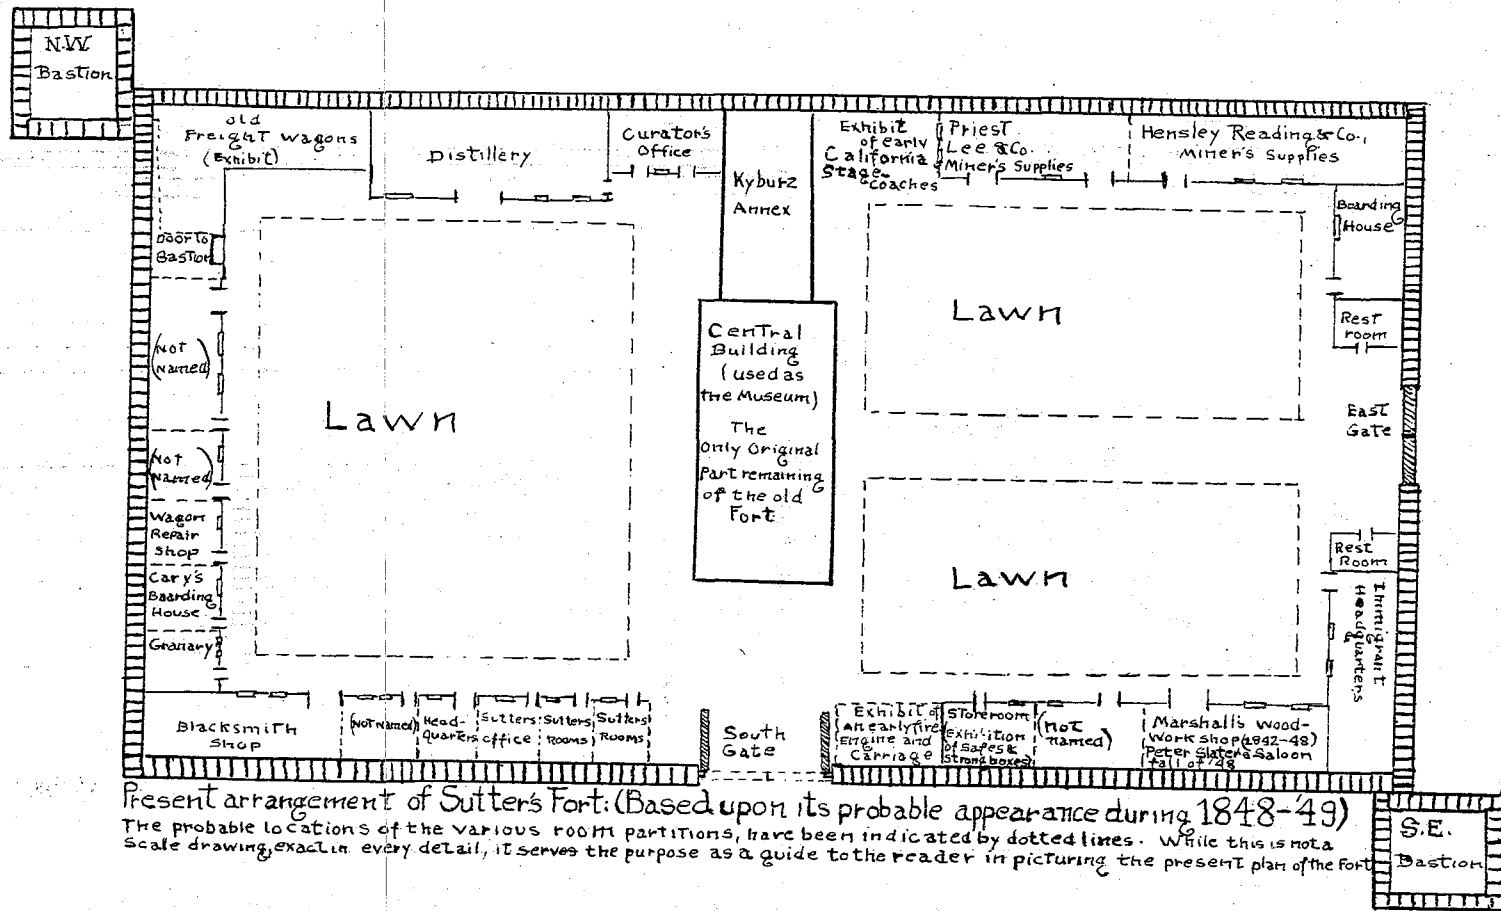 N.W.
Bastion
old
Freight Wagons
(Exhibit)
Distillery
Curator's
Office
Kyburz
Annex
Exhibit
of early
California
Stage-
Coaches
Priest
Lee & Co.
Miner's Supplies
Hensley Reading & Co.,
Miner's Supplies
Boarding
House
Rest
room
East
Gate
Rest
Room
Immigrant
Headquarters
Door to
Bastion
(Not
Named)
(Not
Named)
Wagon
Repair
Shop
Cary's
Boarding
House
Granary
Lawn
Central
Building
(used as
the Museum)
The
Only Original
Part remaining
of the old
Fort
Lawn
Lawn
Blacksmith
Shop
(Not Named)
Head-
Quarters
Sutters
office
Sutters
Rooms
Sutters
Rooms
South
Gate
Exhibit of
an early fire
Engine and
Carriage
Storeroom
(exhibition
of Safes &
Strongboxes)
(not
named)
Marshall's Wood-
Work shop (1842-48)
Peter Slater's Saloon
fall of '48
Present arrangement of Sutter's Fort: (Based upon its probable appearance during 1848-'49)
The probable locations of the various room partitions, have been indicated by dotted lines. While this is not a
Scale drawing, exact in every detail, it serves the purpose as a guide to the reader in picturing the present plan of the Fort
S.E.
Bastion